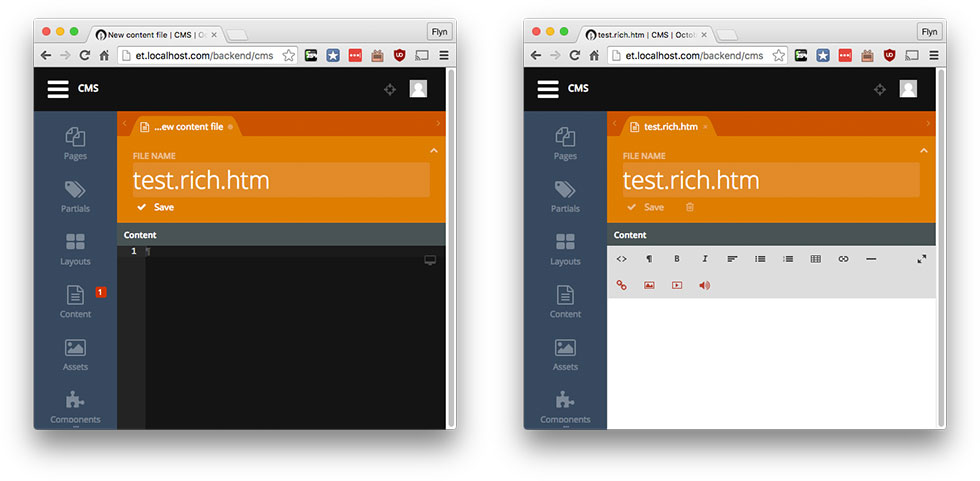 Flyn
New content file | CMS | Oc
et.localhost.com/backend/cms
CMS
...ew content file
Pages
FILE NAME
test.rich.htm
Save
Partials
Content
1
Layouts
1
Content
Assets
Components
Flyn
test.rich.htm | CMS | Octob
et.localhost.com/backend/cms
CMS
test.rich.htm
Pages
FILE NAME
test.rich.htm
Save
Partials
Content
Layouts
B
I
Content
Assets
Components